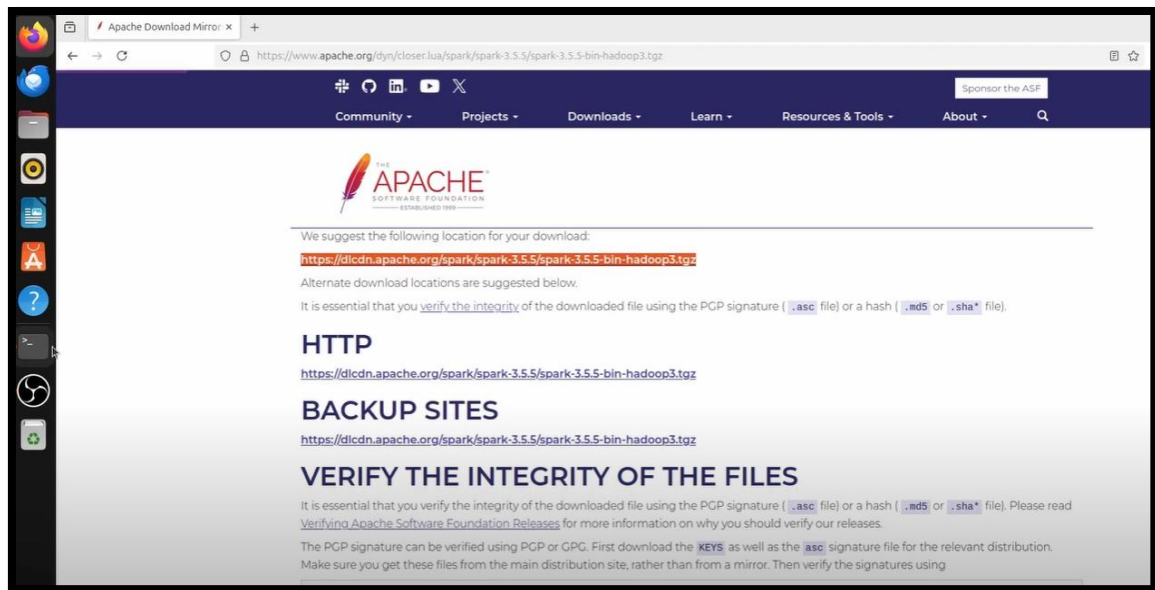 Apache Download Mirror
https://www.apache.org/dyn/closer.lua/spark/spark-3.5.5/spark-3.5.5-bin-hadoop3.tgz
Sponsor the ASF
Community Projects Downloads Learn Resources & Tools About
THE
APACHE
SOFTWARE FOUNDATION
ESTABLISHED 1999
We suggest the following location for your download:
https://dlcdn.apache.org/spark/spark-3.5.5/spark-3.5.5-bin-hadoop3.tgz
Alternate download locations are suggested below.
It is essential that you verify the integrity of the downloaded file using the PGP signature ( .asc file) or a hash ( .md5 or .sha* file).
HTTP
https://dlcdn.apache.org/spark/spark-3.5.5/spark-3.5.5-bin-hadoop3.tgz
BACKUP SITES
https://dlcdn.apache.org/spark/spark-3.5.5/spark-3.5.5-bin-hadoop3.tgz
VERIFY THE INTEGRITY OF THE FILES
It is essential that you verify the integrity of the downloaded file using the PGP signature ( .asc file) or a hash ( .md5 or .sha* file). Please read
Verifying Apache Software Foundation Releases for more information on why you should verify our releases.
The PGP signature can be verified using PGP or GPG. First download the KEYS as well as the asc signature file for the relevant distribution.
Make sure you get these files from the main distribution site, rather than from a mirror. Then verify the signatures using